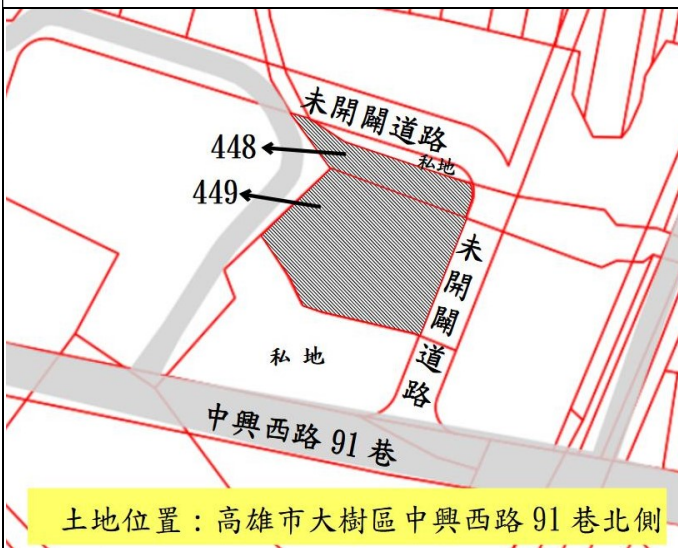 未開闢道路
448
私地
449
未開闢道路
私地
中興西路 91 巷
土地位置：高雄市大樹區中興西路 91 巷北側